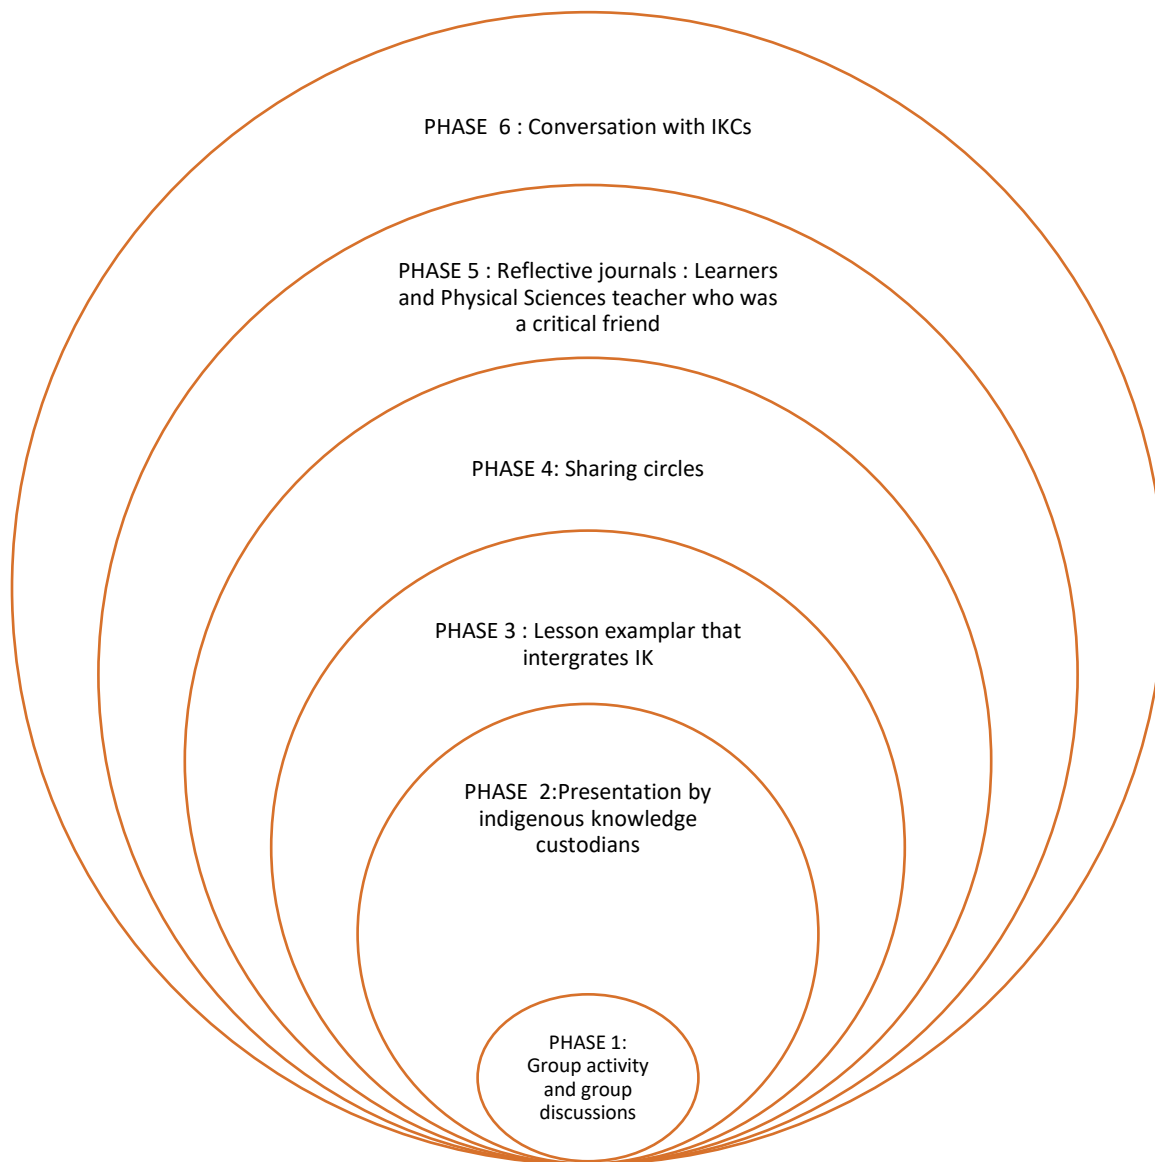 PHASE  6 : Conversation with IKCs
PHASE 5 : Reflective journals : Learners
and Physical Sciences teacher who was
a critical friend
PHASE 4: Sharing circles
PHASE 3 : Lesson examplar that
intergrates IK
PHASE  2:Presentation by
indigenous knowledge
custodians
PHASE 1:
Group activity
and group
discussions